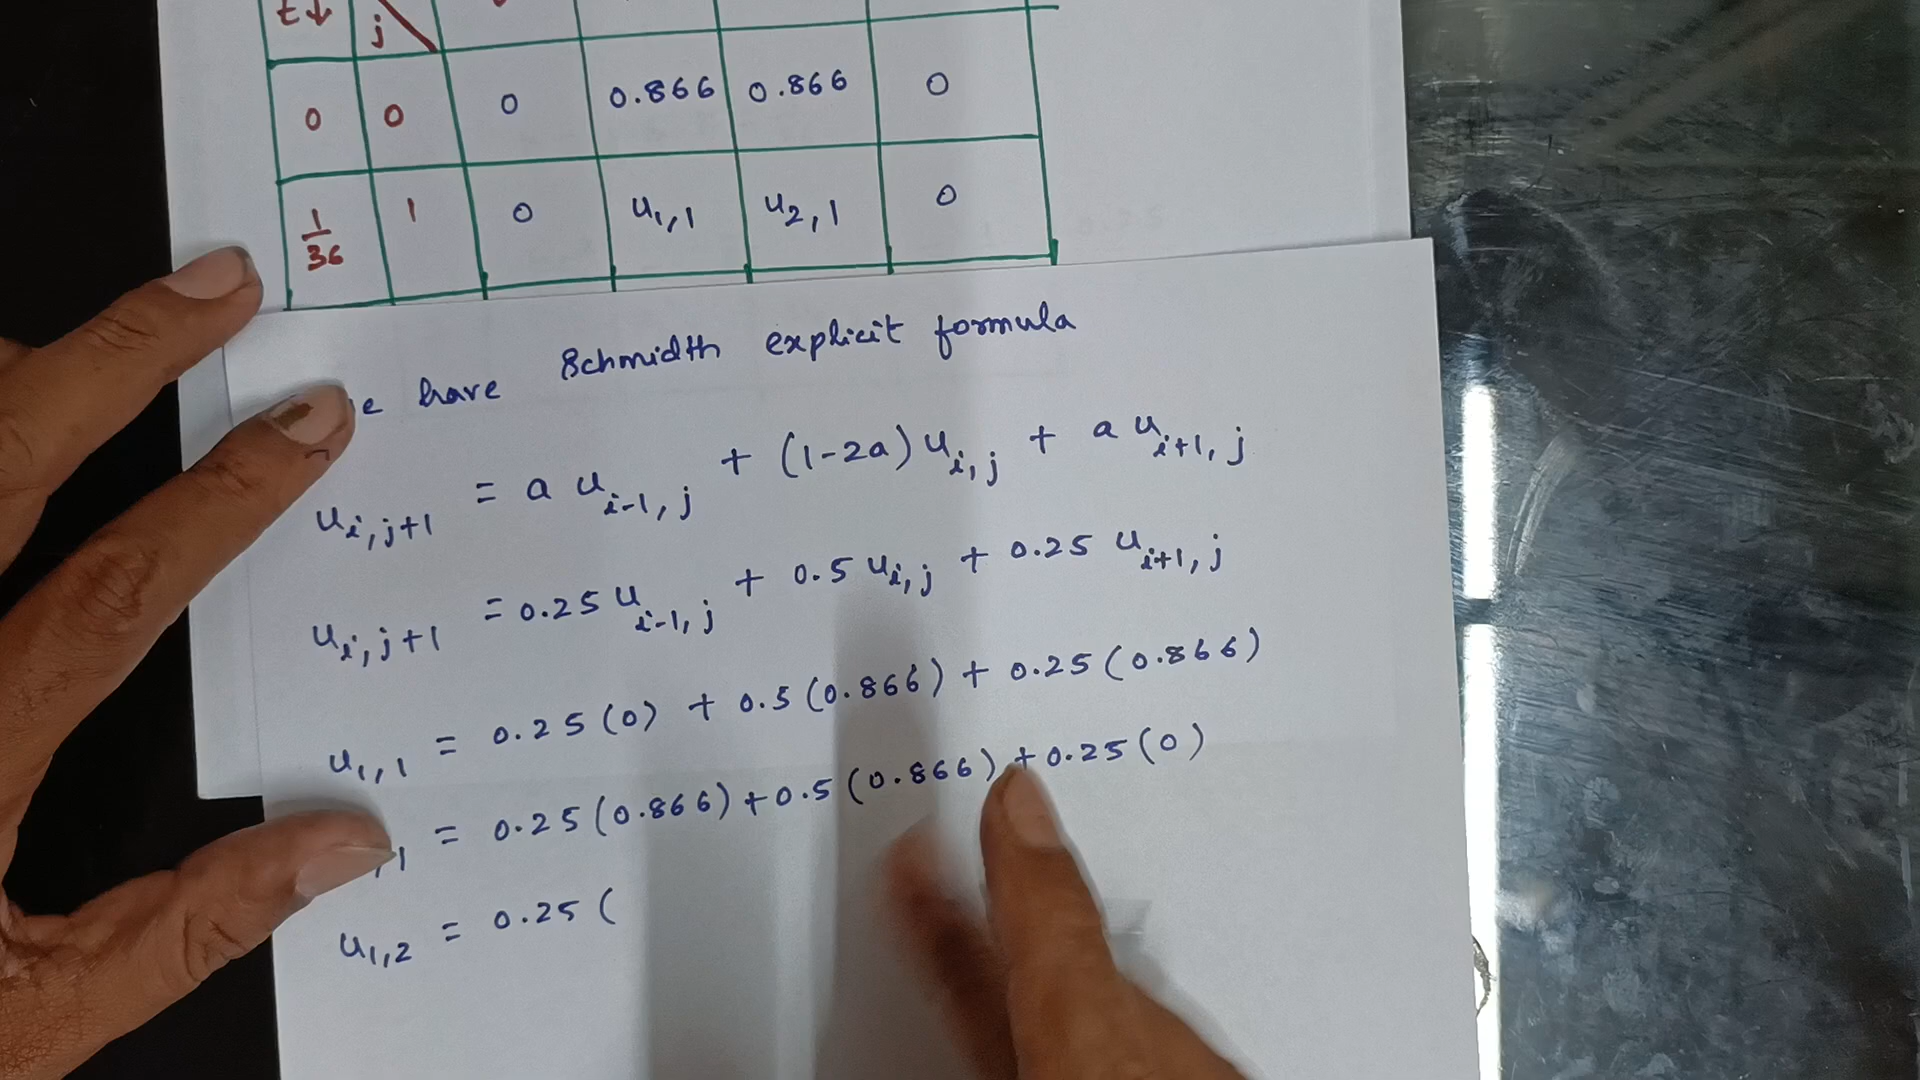 t↓ j
0 0 0 0.866 0.866 0
1/36 1 0 u1,1 u2,1 0
e have Schmidth explicit formula
ui,j+1 = a ui-1,j + (1-2a) ui,j + a ui+1,j
ui,j+1 = 0.25 ui-1,j + 0.5 ui,j + 0.25 ui+1,j
u1,1 = 0.25(0) + 0.5(0.866) + 0.25(0.866)
,1 = 0.25(0.866) + 0.5(0.866) + 0.25(0)
u1,2 = 0.25(